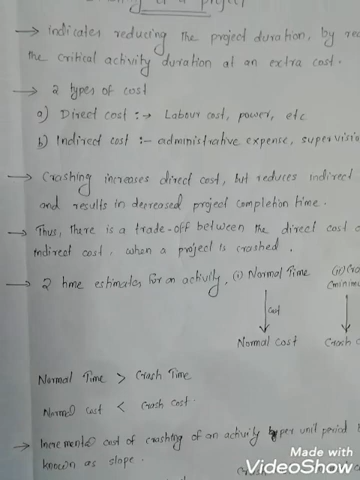 of a project
→ Indicates reducing the project duration, by
the critical activity duration at an extra cost.
→ 2 types of cost
a) Direct cost :→ Labour cost, power, etc
b) Indirect cost :- administrative expense,
→ Crashing increases direct cost, but reduces indirect
and results in decreased project completion time.
→ Thus, there is a trade-off between the direct cost
indirect cost, when a project is crashed.
→ 2 time estimates for an activity, (i) Normal Time (ii)
cost
Normal Cost Crash
Normal Time > Crash Time
Normal cost < Crash cost.
→ Incremental cost of crashing of an activity per unit period
known as slope.
Made with
VideoShow